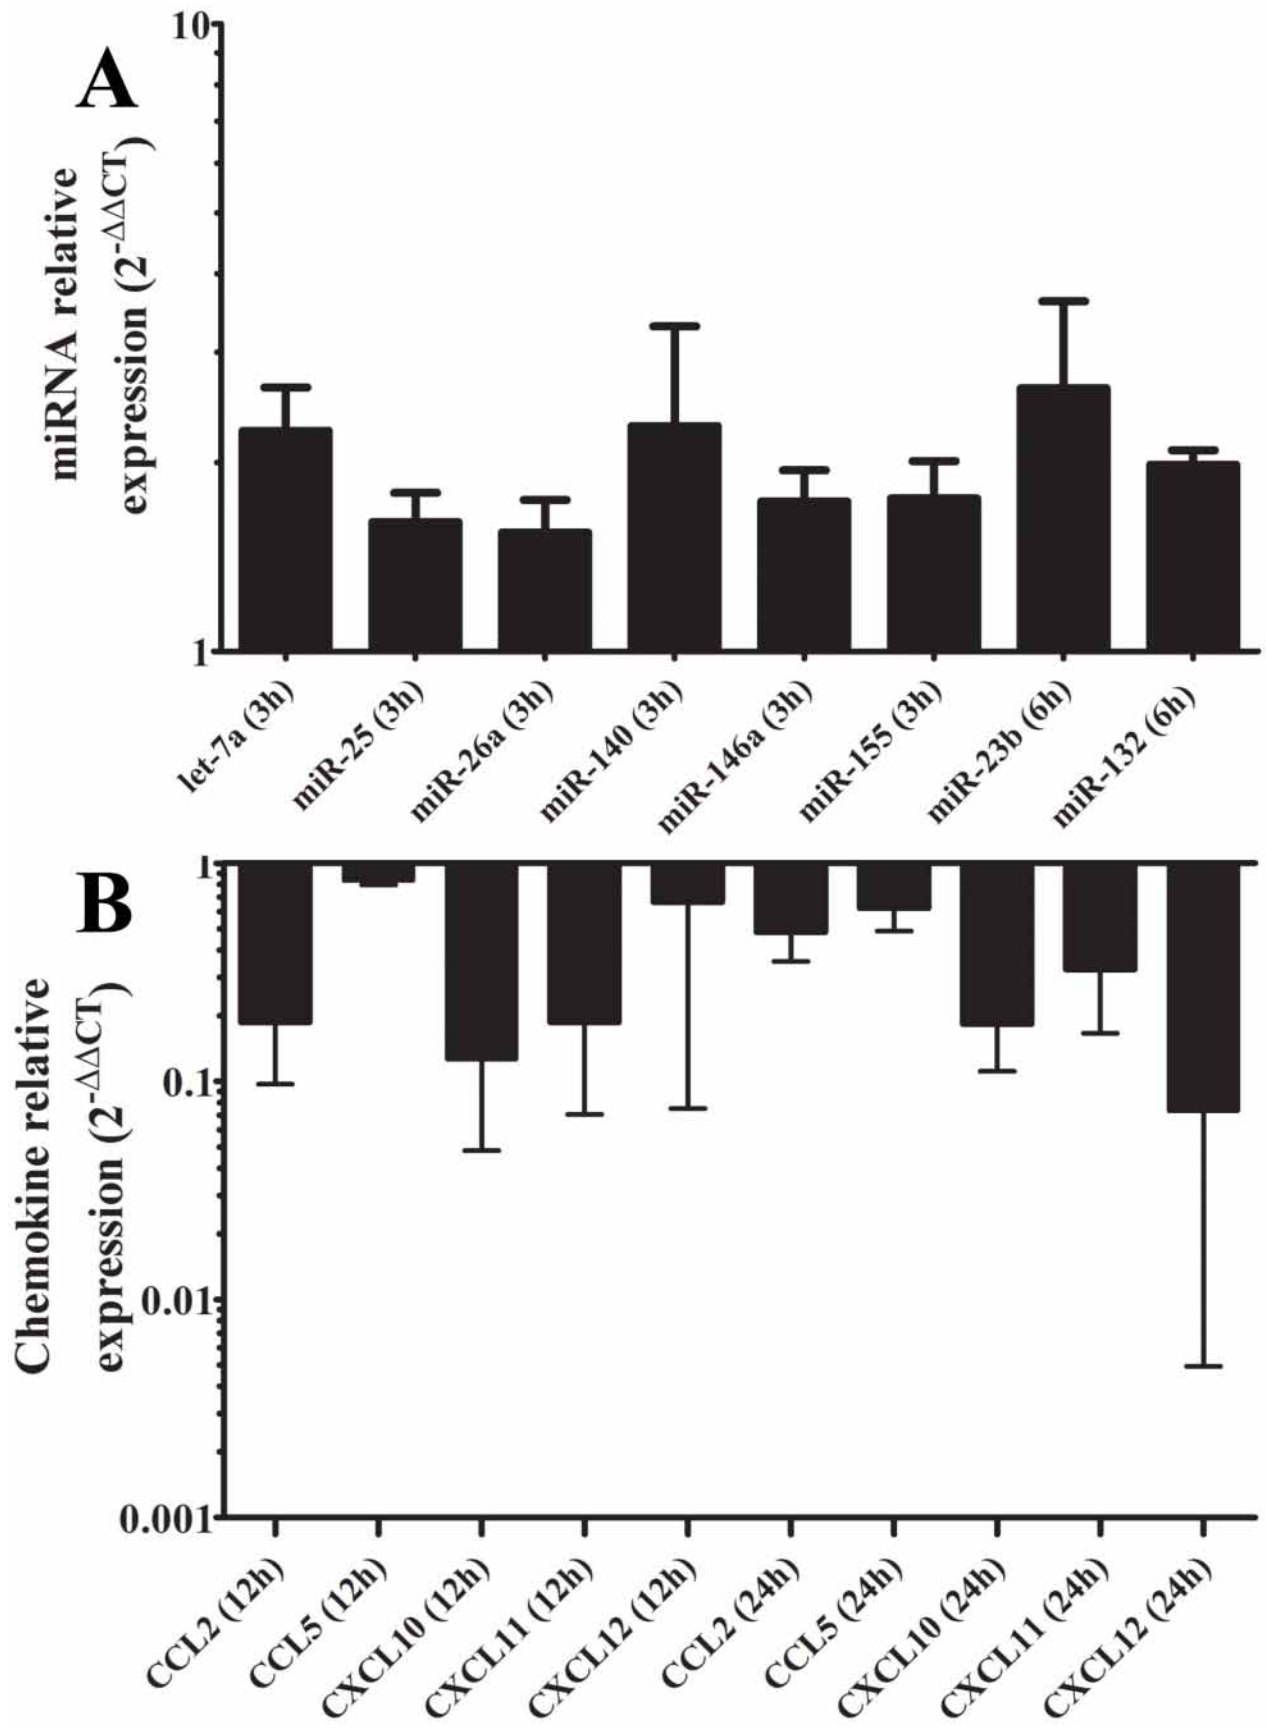 A
miRNA relative
expression (2-ΔΔCT)
10
1
let-7a (3h)
miR-25 (3h)
miR-26a (3h)
miR-140 (3h)
miR-146a (3h)
miR-155 (3h)
miR-23b (6h)
miR-132 (6h)
B
Chemokine relative
expression (2-ΔΔCT)
1
0.1
0.01
0.001
CCL2 (12h)
CCL5 (12h)
CXCL10 (12h)
CXCL11 (12h)
CXCL12 (12h)
CCL2 (24h)
CCL5 (24h)
CXCL10 (24h)
CXCL11 (24h)
CXCL12 (24h)